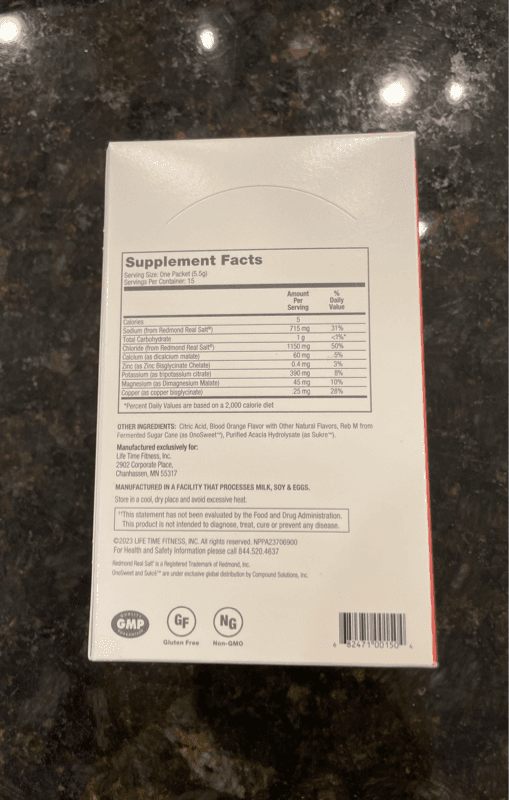 Supplement Facts
Serving Size: One Packet (5.5g)
Servings Per Container: 15
Amount Per Serving % Daily Value
Calories 5
Sodium (from Redmond Real Salt®) 715 mg 31%
Total Carbohydrate 1 g <1%*
Chloride (from Redmond Real Salt®) 1150 mg 50%
Calcium (as dicalcium malate) 60 mg 5%
Zinc (as Zinc Bisglycinate Chelate) 0.4 mg 3%
Potassium (as tripotassium citrate) 390 mg 8%
Magnesium (as Dimagnesium Malate) 45 mg 10%
Copper (as copper bisglycinate) .25 mg 28%
*Percent Daily Values are based on a 2,000 calorie diet
OTHER INGREDIENTS: Citric Acid, Blood Orange Flavor with Other Natural Flavors, Reb M from
Fermented Sugar Cane (as OnoSweet™), Purified Acacia Hydrolysate (as Sukré™).
Manufactured exclusively for:
Life Time Fitness, Inc.
2902 Corporate Place,
Chanhassen, MN 55317
MANUFACTURED IN A FACILITY THAT PROCESSES MILK, SOY & EGGS.
Store in a cool, dry place and avoid excessive heat.
††This statement has not been evaluated by the Food and Drug Administration.
This product is not intended to diagnose, treat, cure or prevent any disease.
©2023 LIFE TIME FITNESS, INC. All rights reserved. NPPA23706900
For Health and Safety Information please call 844.520.4637
Redmond Real Salt® is a Registered Trademark of Redmond, Inc.
OnoSweet and Sukré™ are under exclusive global distribution by Compound Solutions, Inc.
QUALITY GMP GUARANTEED
GF
Gluten Free
NG
Non-GMO
6 82471"00150 4